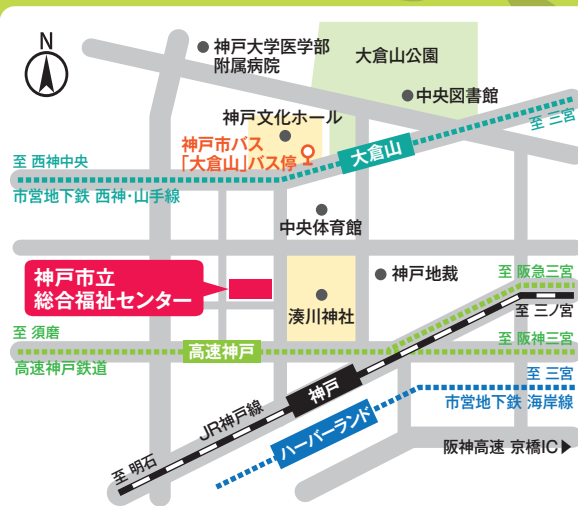 N
神戸大学医学部
附属病院
大倉山公園
中央図書館
神戸文化ホール
神戸市バス
「大倉山」バス停
大倉山
至 三宮
至 西神中央
市営地下鉄 西神・山手線
中央体育館
神戸市立
総合福祉センター
神戸地裁
湊川神社
至 阪急三宮
至 三ノ宮
至 須磨
高速神戸
至 阪神三宮
高速神戸鉄道
至 三宮
神戸
市営地下鉄 海岸線
JR神戸線
ハーバーランド
阪神高速 京橋IC▶
至 明石